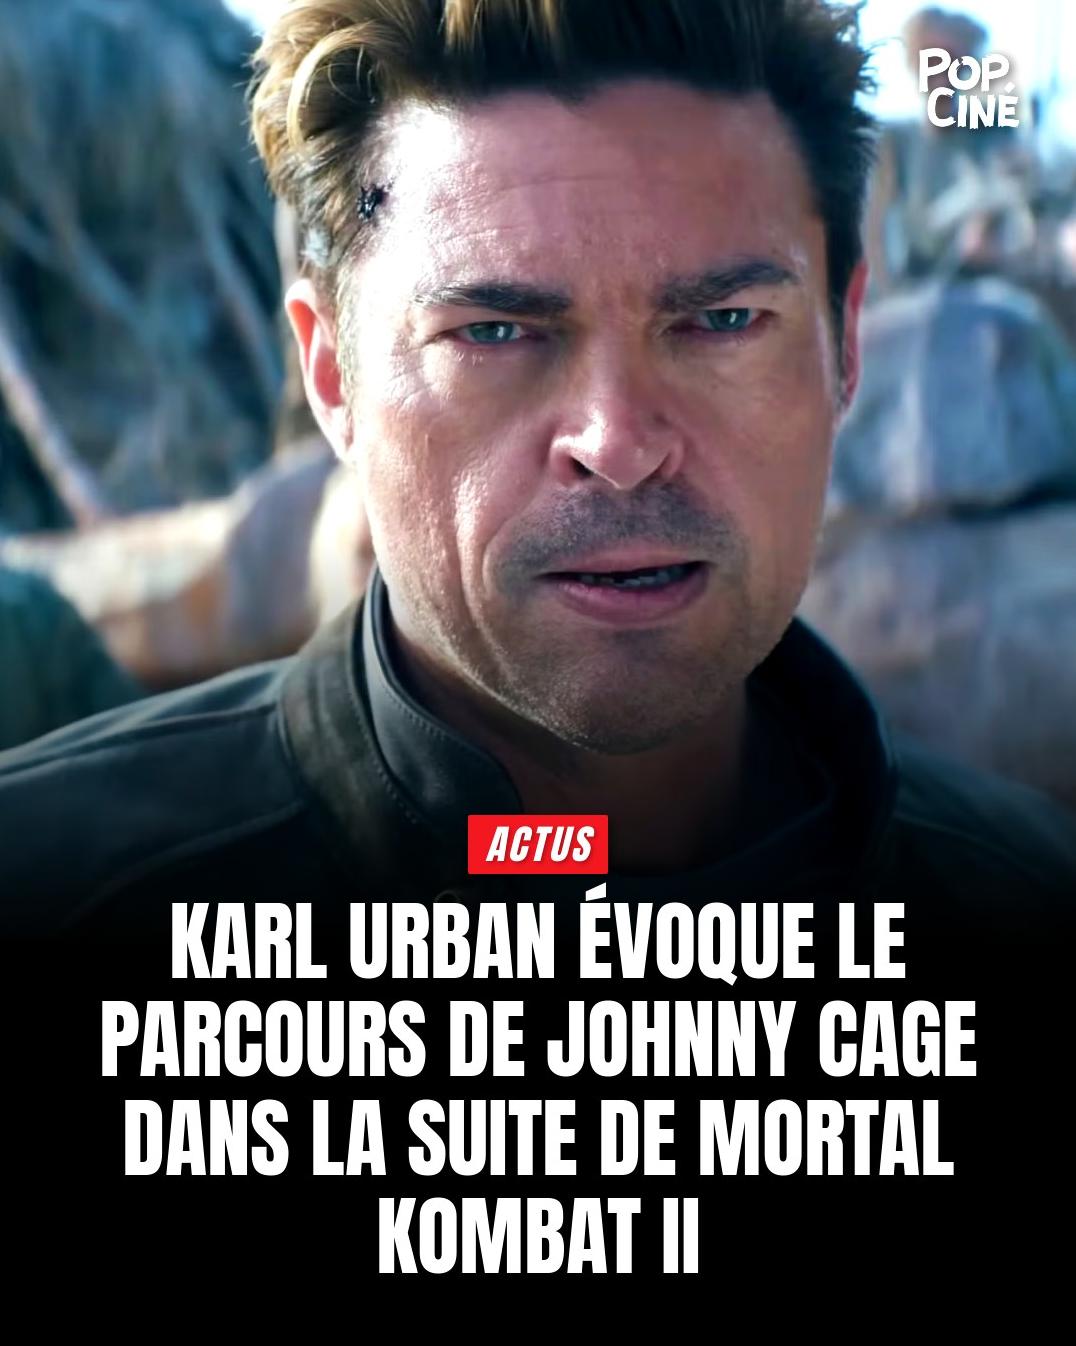 POP.
CINÉ
ACTUS
KARL URBAN ÉVOQUE LE
PARCOURS DE JOHNNY CAGE
DANS LA SUITE DE MORTAL
KOMBAT II